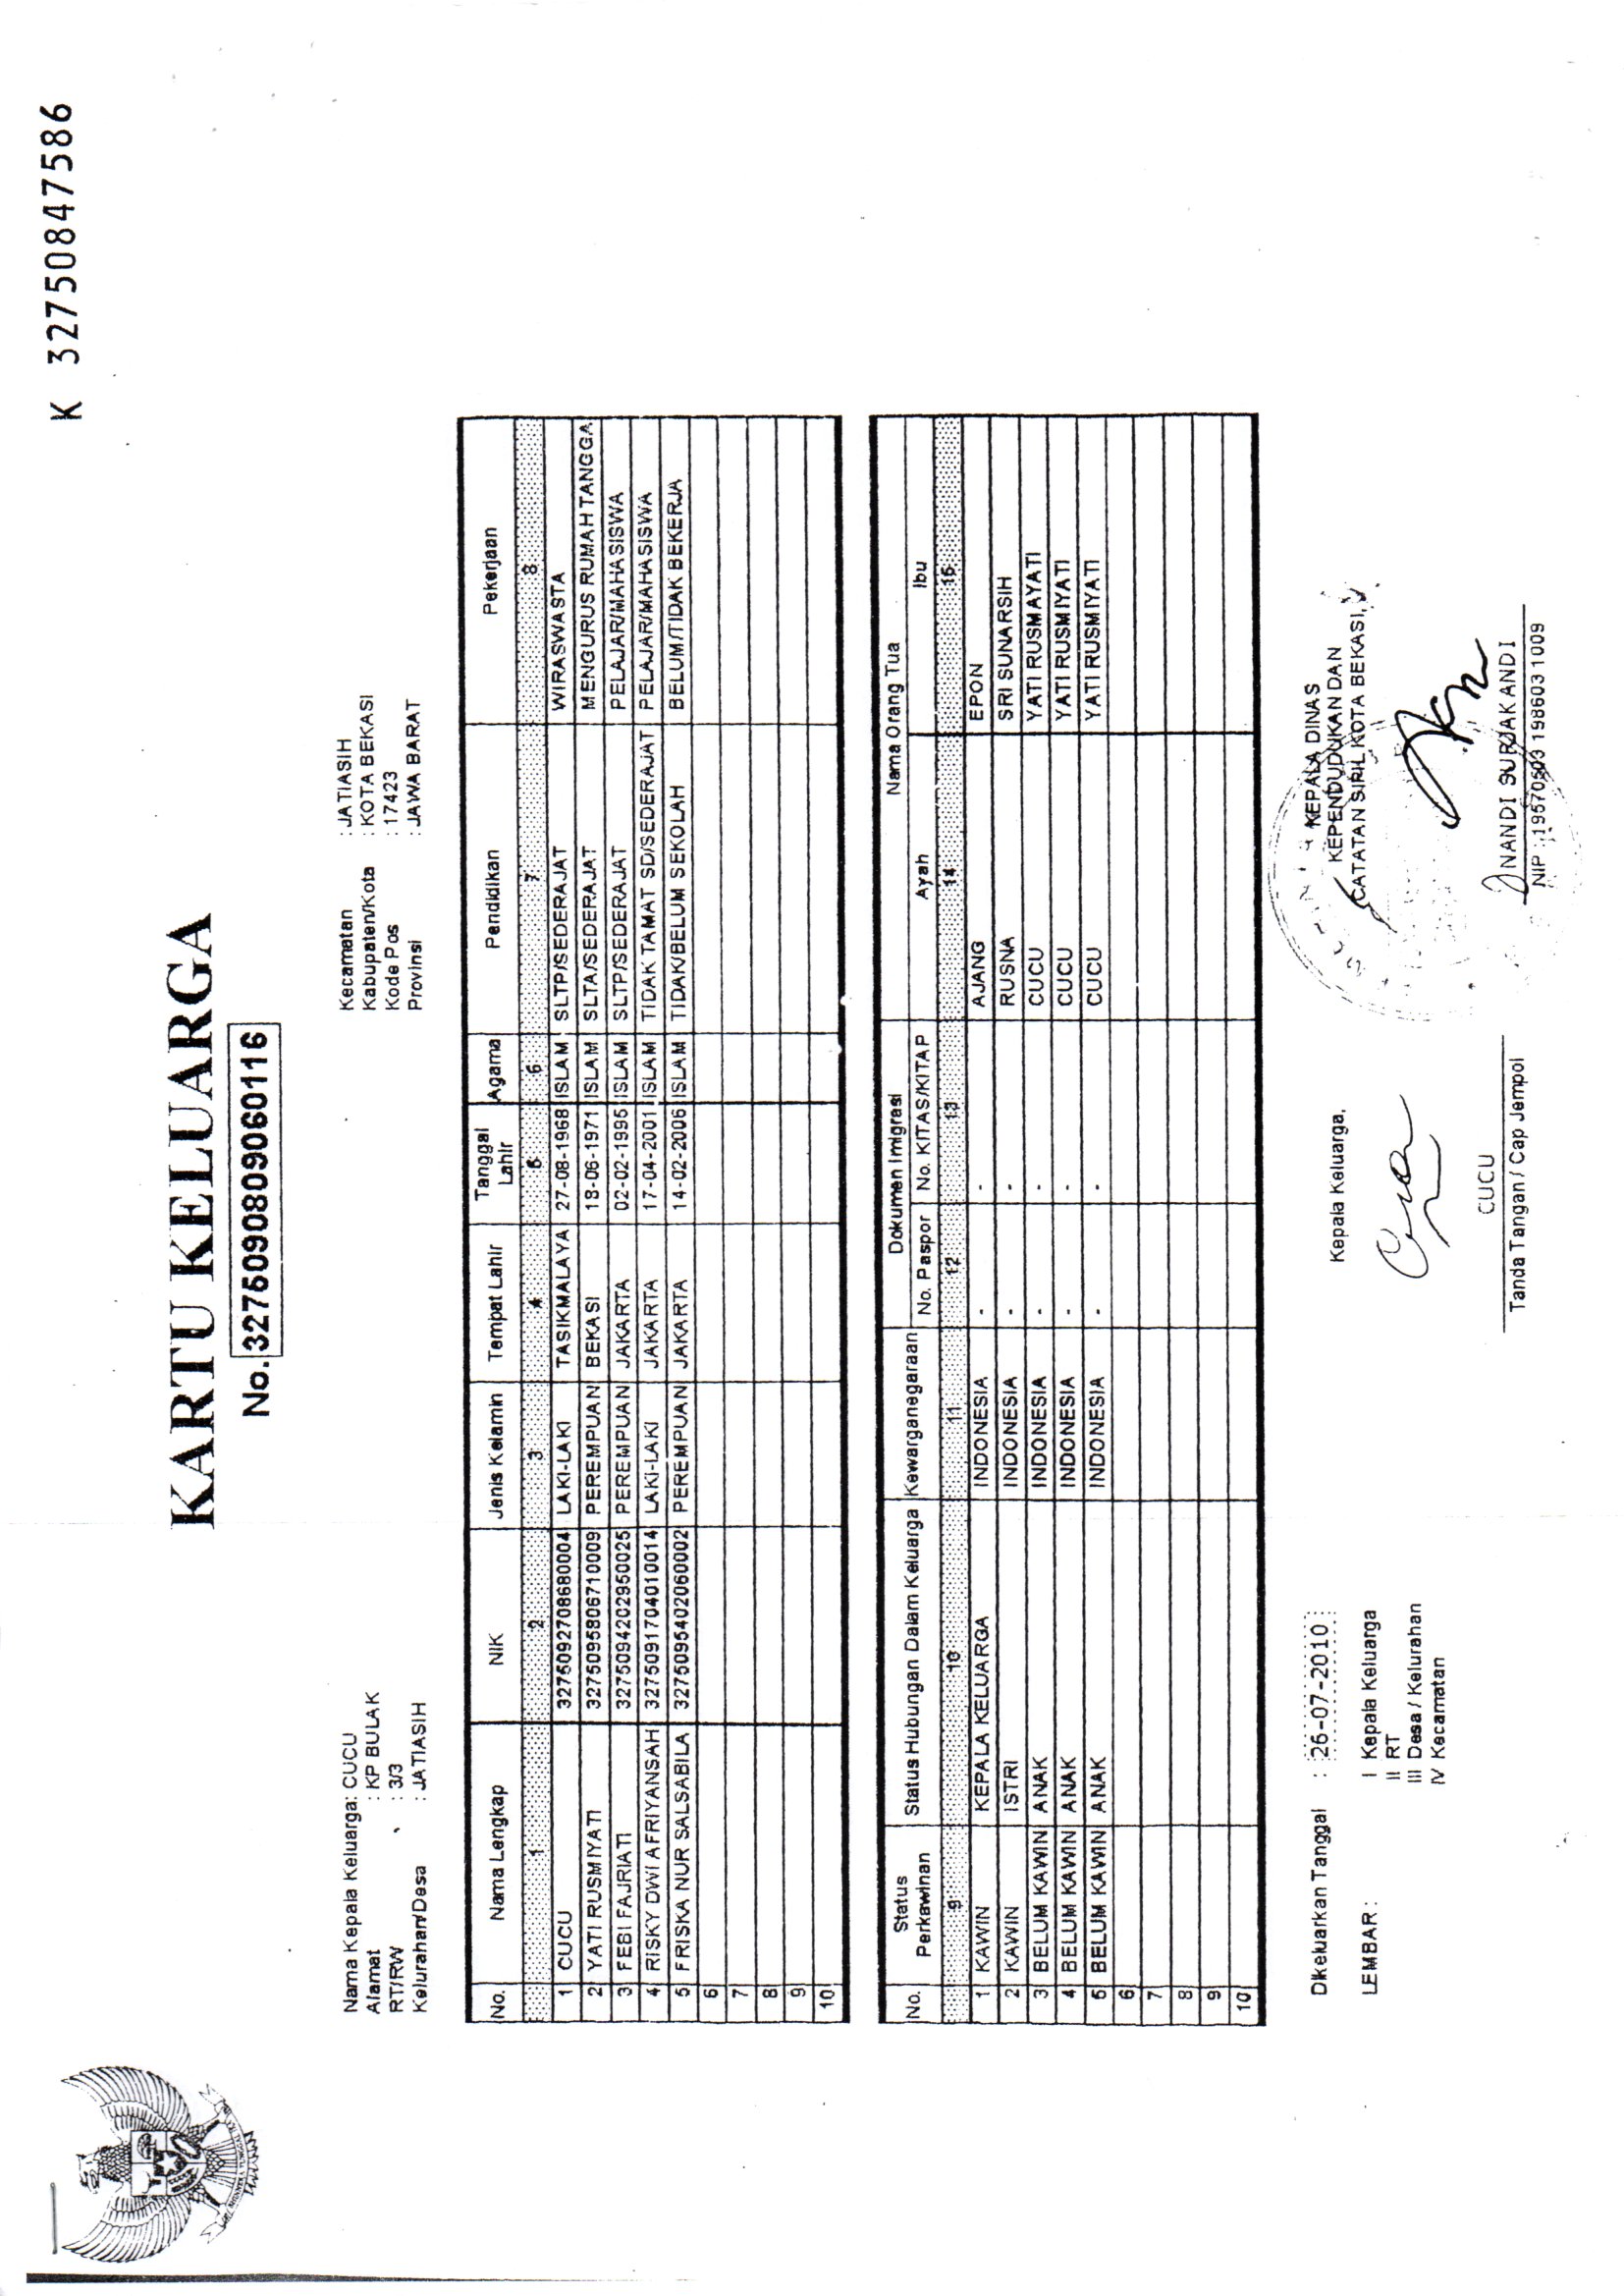 K 32750847586
BHINNEKA TUNGGAL IKA
KARTU KELUARGA
No. 3275090809060116
Nama Kepala Keluarga: CUCU
Alamat : KP BULAK
RT/RW : 3/3
Kelurahan/Desa : JATIASIH
Kecamatan : JATIASIH
Kabupaten/Kota : KOTA BEKASI
Kode Pos : 17423
Provinsi : JAWA BARAT
No. Nama Lengkap NIK Jenis Kelamin Tempat Lahir Tanggal Lahir Agama Pendidikan Pekerjaan
1 2 3 4 5 6 7 8
1 CUCU 3275092708680004 LAKI-LAKI TASIKMALAYA 27-08-1968 ISLAM SLTP/SEDERAJAT WIRASWASTA
2 YATI RUSMIYATI 3275095806710009 PEREMPUAN BEKASI 18-06-1971 ISLAM SLTA/SEDERAJAT MENGURUS RUMAH TANGGA
3 FEBI FAJRIATI 3275094202950025 PEREMPUAN JAKARTA 02-02-1995 ISLAM SLTP/SEDERAJAT PELAJAR/MAHASISWA
4 RISKY DWI AFRIYANSAH 3275091704010014 LAKI-LAKI JAKARTA 17-04-2001 ISLAM TIDAK TAMAT SD/SEDERAJAT PELAJAR/MAHASISWA
5 FRISKA NUR SALSABILA 3275095402060002 PEREMPUAN JAKARTA 14-02-2006 ISLAM TIDAK/BELUM SEKOLAH BELUM/TIDAK BEKERJA
6
7
8
9
10
No. Status Perkawinan Status Hubungan Dalam Keluarga Kewarganegaraan Dokumen Imigrasi Nama Orang Tua
No. Paspor No. KITAS/KITAP Ayah Ibu
9 10 11 12 13 14 15
1 KAWIN KEPALA KELUARGA INDONESIA - - AJANG EPON
2 KAWIN ISTRI INDONESIA - - RUSNA SRI SUNARSIH
3 BELUM KAWIN ANAK INDONESIA - - CUCU YATI RUSMAYATI
4 BELUM KAWIN ANAK INDONESIA - - CUCU YATI RUSMIYATI
5 BELUM KAWIN ANAK INDONESIA - - CUCU YATI RUSMIYATI
6
7
8
9
10
Dikeluarkan Tanggal : 26-07-2010
LEMBAR : I Kepala Keluarga
II RT
III Desa / Kelurahan
IV Kecamatan
Kepala Keluarga,
CUCU
Tanda Tangan / Cap Jempol
KEPALA DINAS
KEPENDUDUKAN DAN
CATATAN SIPIL KOTA BEKASI,
NANDI SURJAKANDI
NIP : 19570503 198603 1009